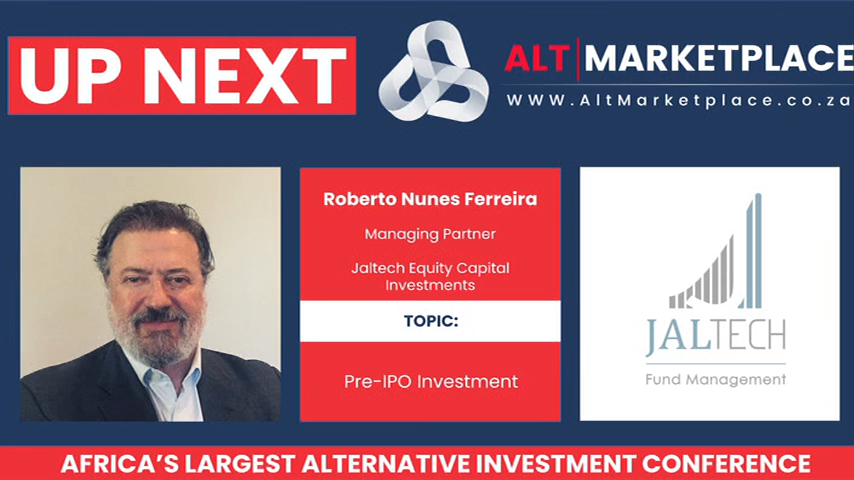 UP NEXT
ALT|MARKETPLACE
WWW.AltMarketplace.co.za
Roberto Nunes Ferreira
Managing Partner
Jaltech Equity Capital
Investments
TOPIC:
Pre-IPO Investment
JALTECH
Fund Management
AFRICA'S LARGEST ALTERNATIVE INVESTMENT CONFERENCE